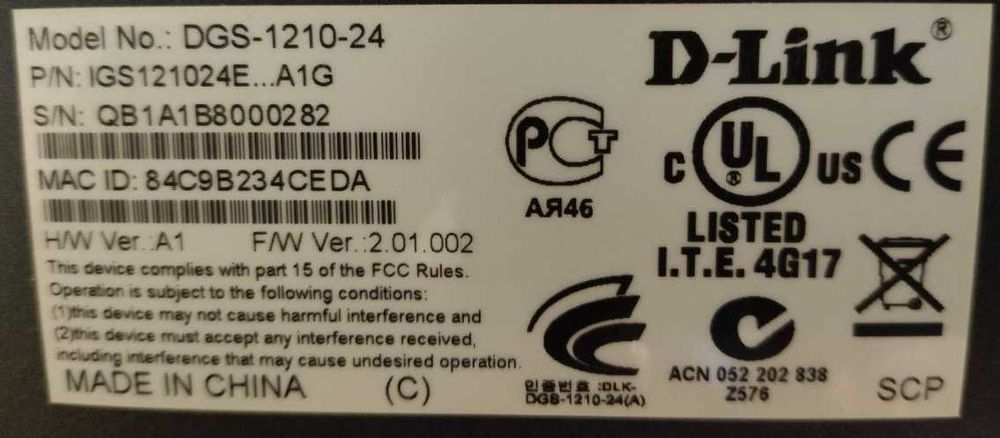 Model No.: DGS-1210-24
P/N: IGS121024E...A1G
S/N: QB1A1B8000282
MAC ID: 84C9B234CEDA
H/W Ver.:A1 F/W Ver.:2.01.002
This device complies with part 15 of the FCC Rules.
Operation is subject to the following conditions:
(1)this device may not cause harmful interference and
(2)this device must accept any interference received,
including interference that may cause undesired operation.
MADE IN CHINA (C)
D-Link®
РСТ
АЯ46
C UL ® US CE
LISTED
I.T.E. 4G17
인증번호 :DLK-
DGS-1210-24(A)
ACN 052 202 838
Z576
SCP